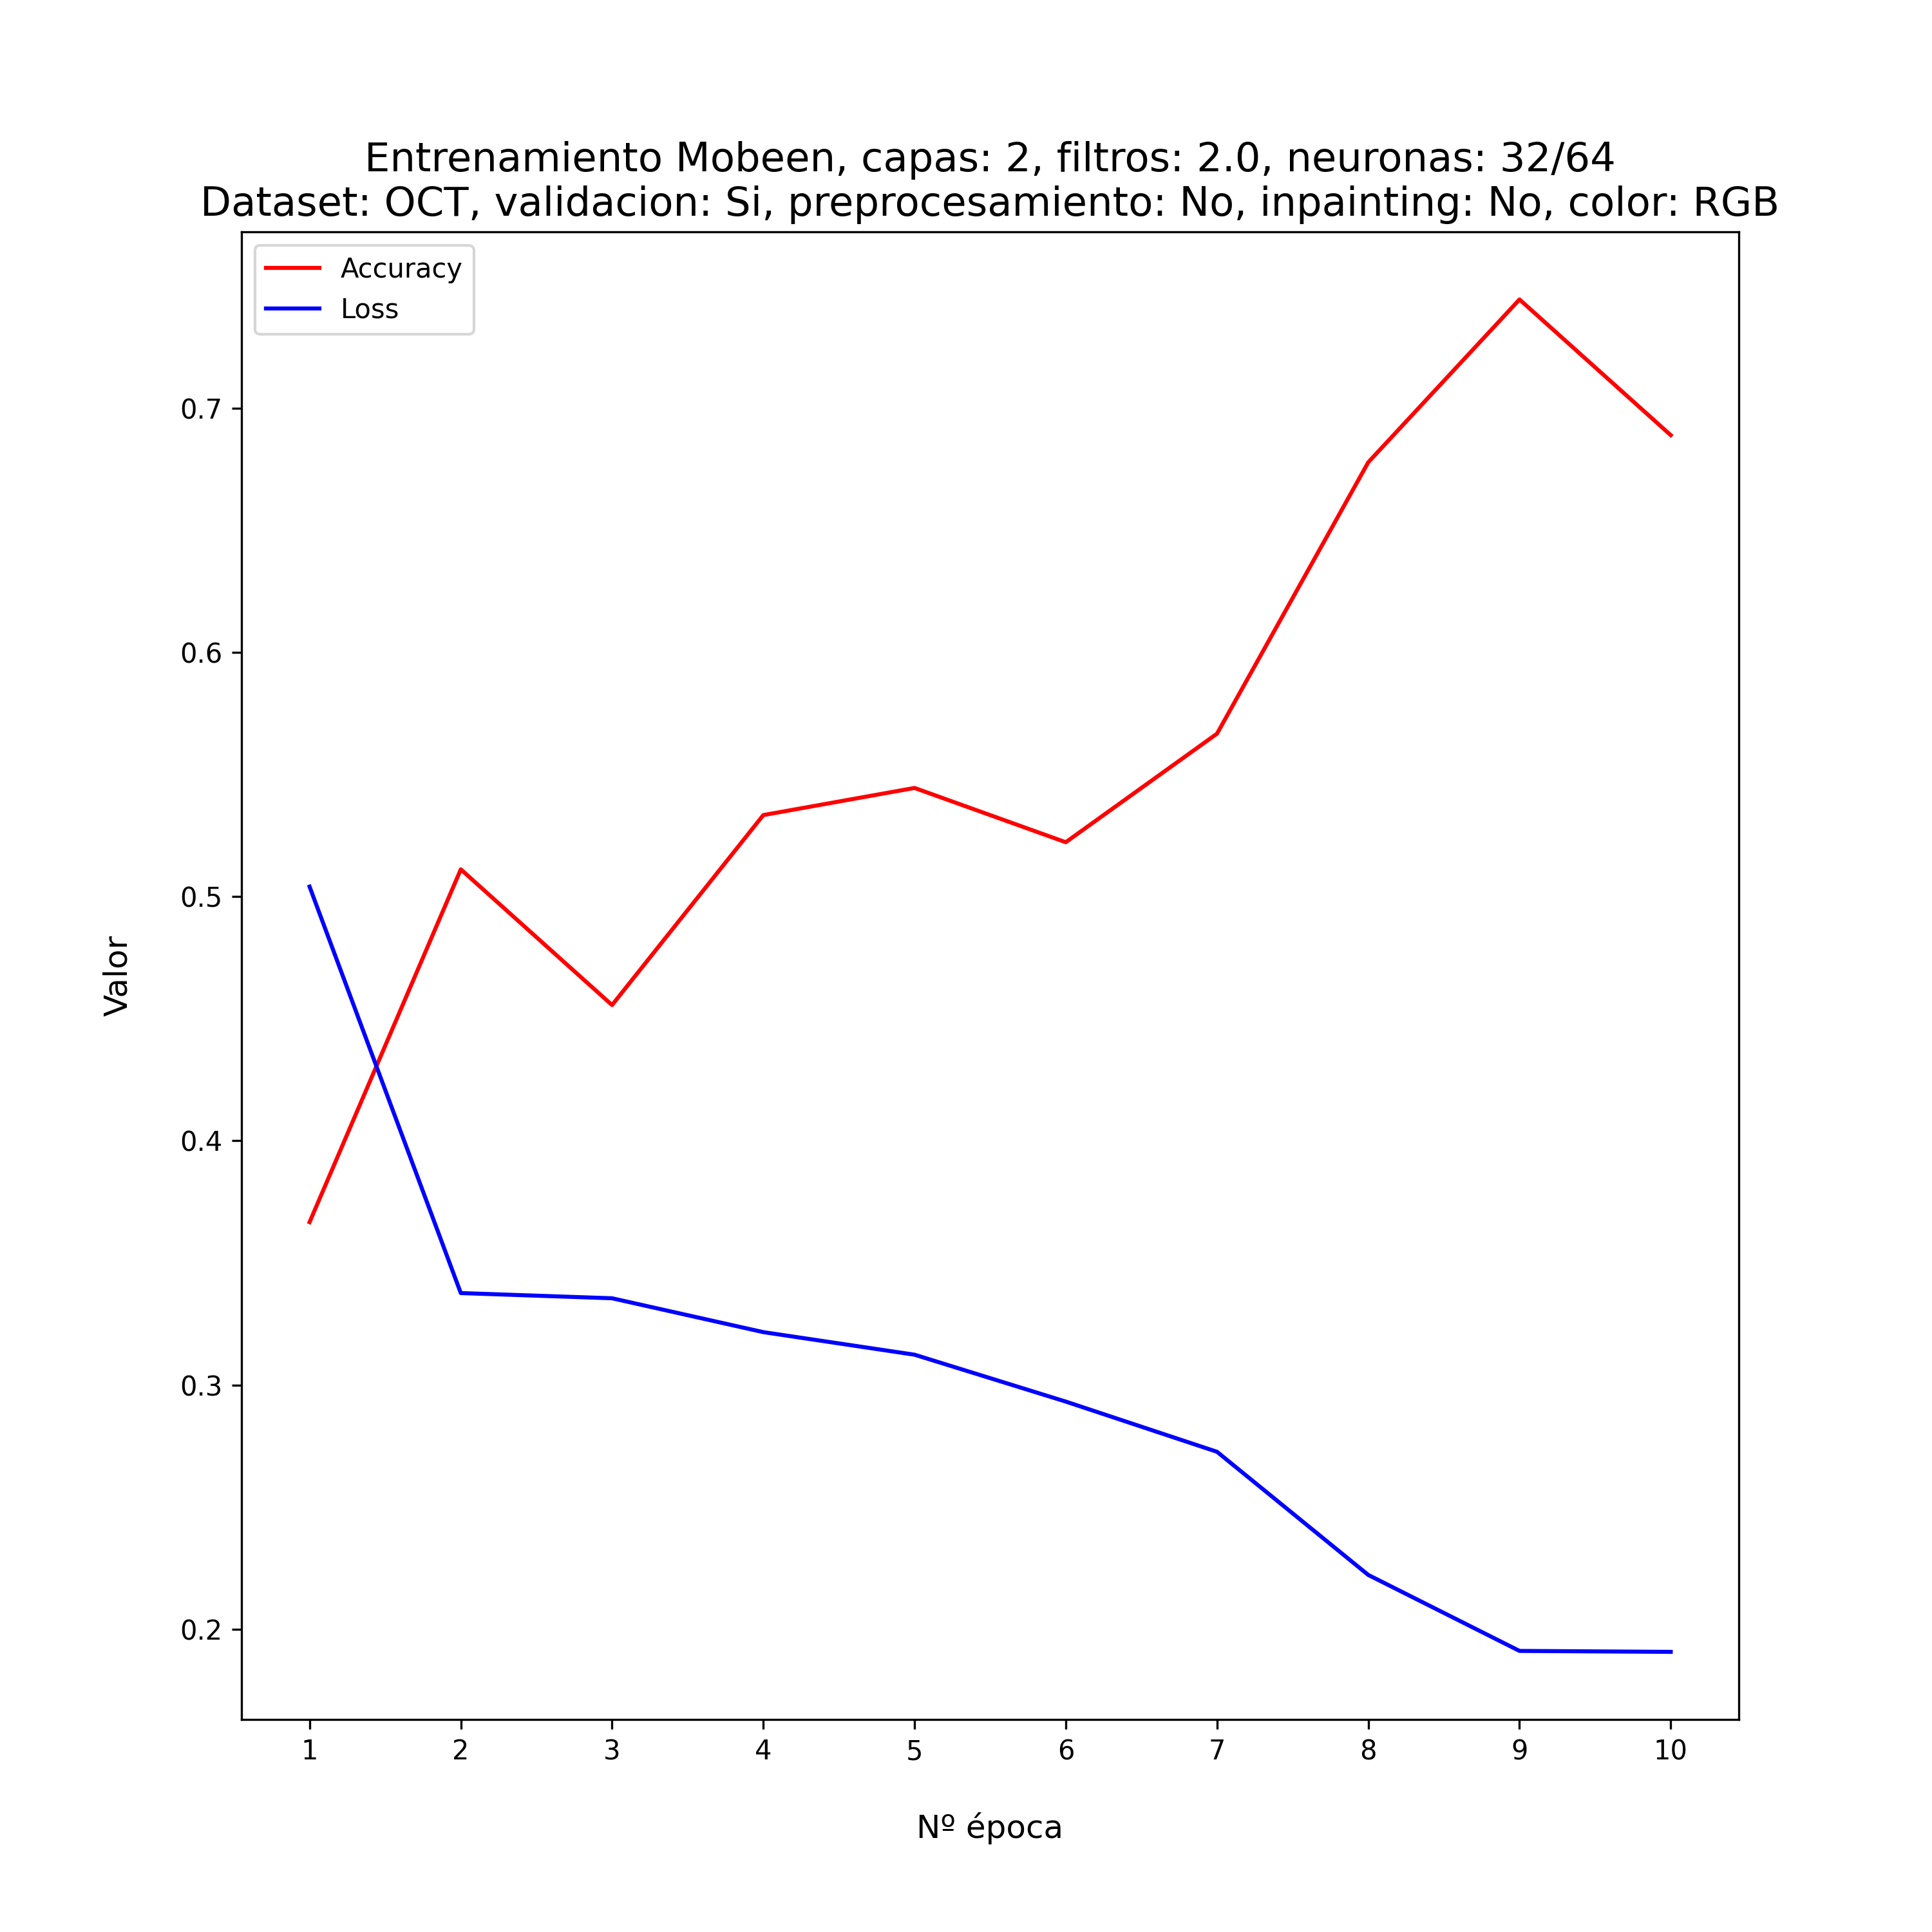 Entrenamiento Mobeen, capas: 2, filtros: 2.0, neuronas: 32/64
Dataset: OCT, validacion: Si, preprocesamiento: No, inpainting: No, color: RGB
Accuracy
Loss
0.7
0.6
0.5
0.4
0.3
0.2
Valor
1 2 3 4 5 6 7 8 9 10
Nº época